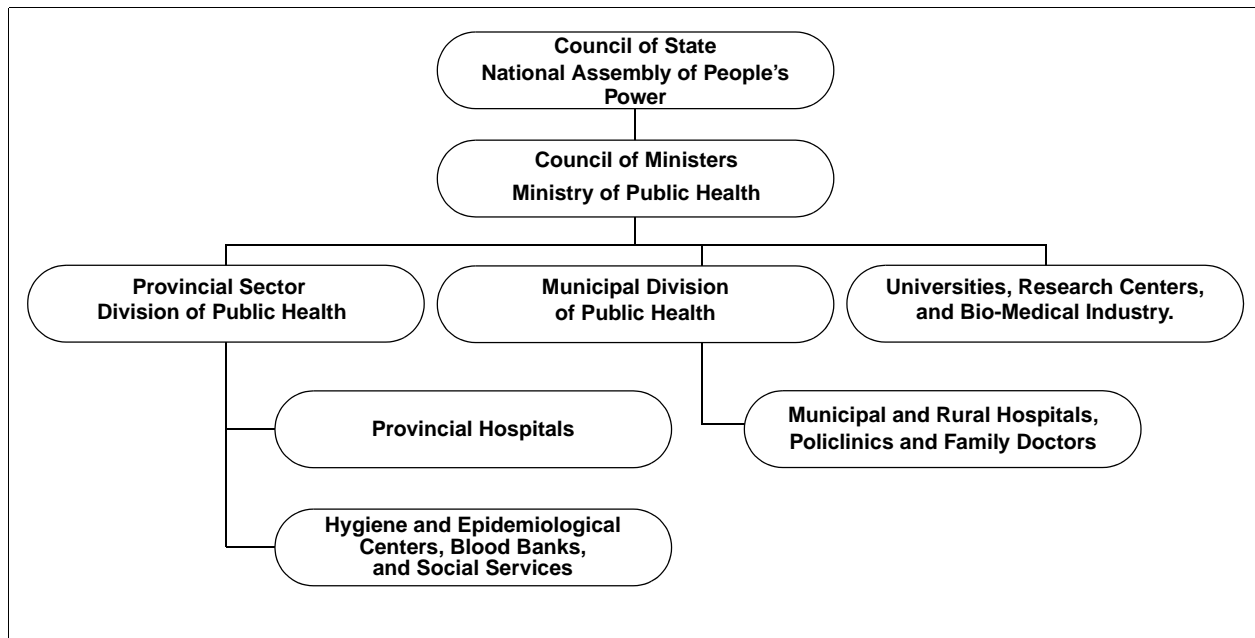 Council of State
National Assembly of People's
Power
Council of Ministers
Ministry of Public Health
Provincial Sector
Division of Public Health
Municipal Division
of Public Health
Universities, Research Centers,
and Bio-Medical Industry.
Provincial Hospitals
Municipal and Rural Hospitals,
Policlinics and Family Doctors
Hygiene and Epidemiological
Centers, Blood Banks,
and Social Services